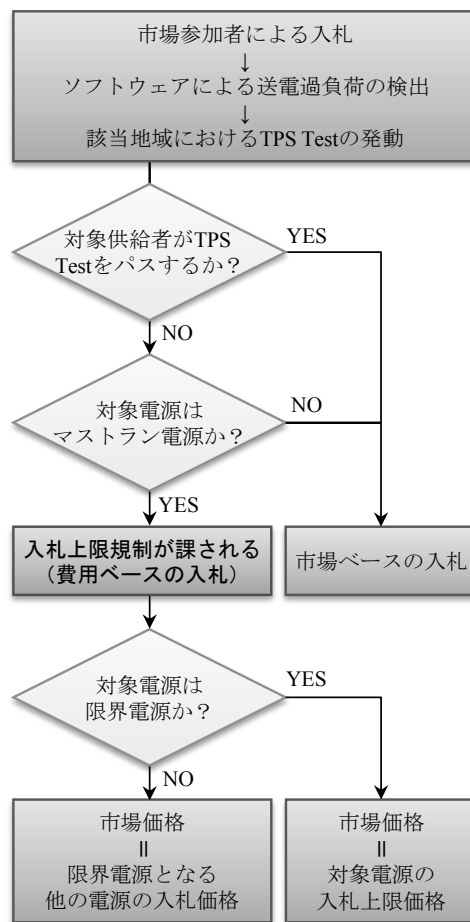 市場参加者による入札
↓
ソフトウェアによる送電過負荷の検出
↓
該当地域におけるTPS Testの発動
対象供給者がTPS
Testをパスするか？
YES
NO
対象電源は
マストラン電源か？
NO
YES
入札上限規制が課される
（費用ベースの入札）
市場ベースの入札
対象電源は
限界電源か？
YES
NO
市場価格
॥
限界電源となる
他の電源の入札価格
市場価格
॥
対象電源の
入札上限価格